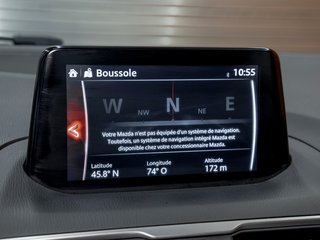 Boussole 10:55
W NW N NE E
Votre Mazda n'est pas équipée d'un système de navigation.
Toutefois, un système de navigation intégré Mazda est
disponible chez votre concessionnaire Mazda.
Latitude Longitude Altitude
45.8° N 74° O 172 m